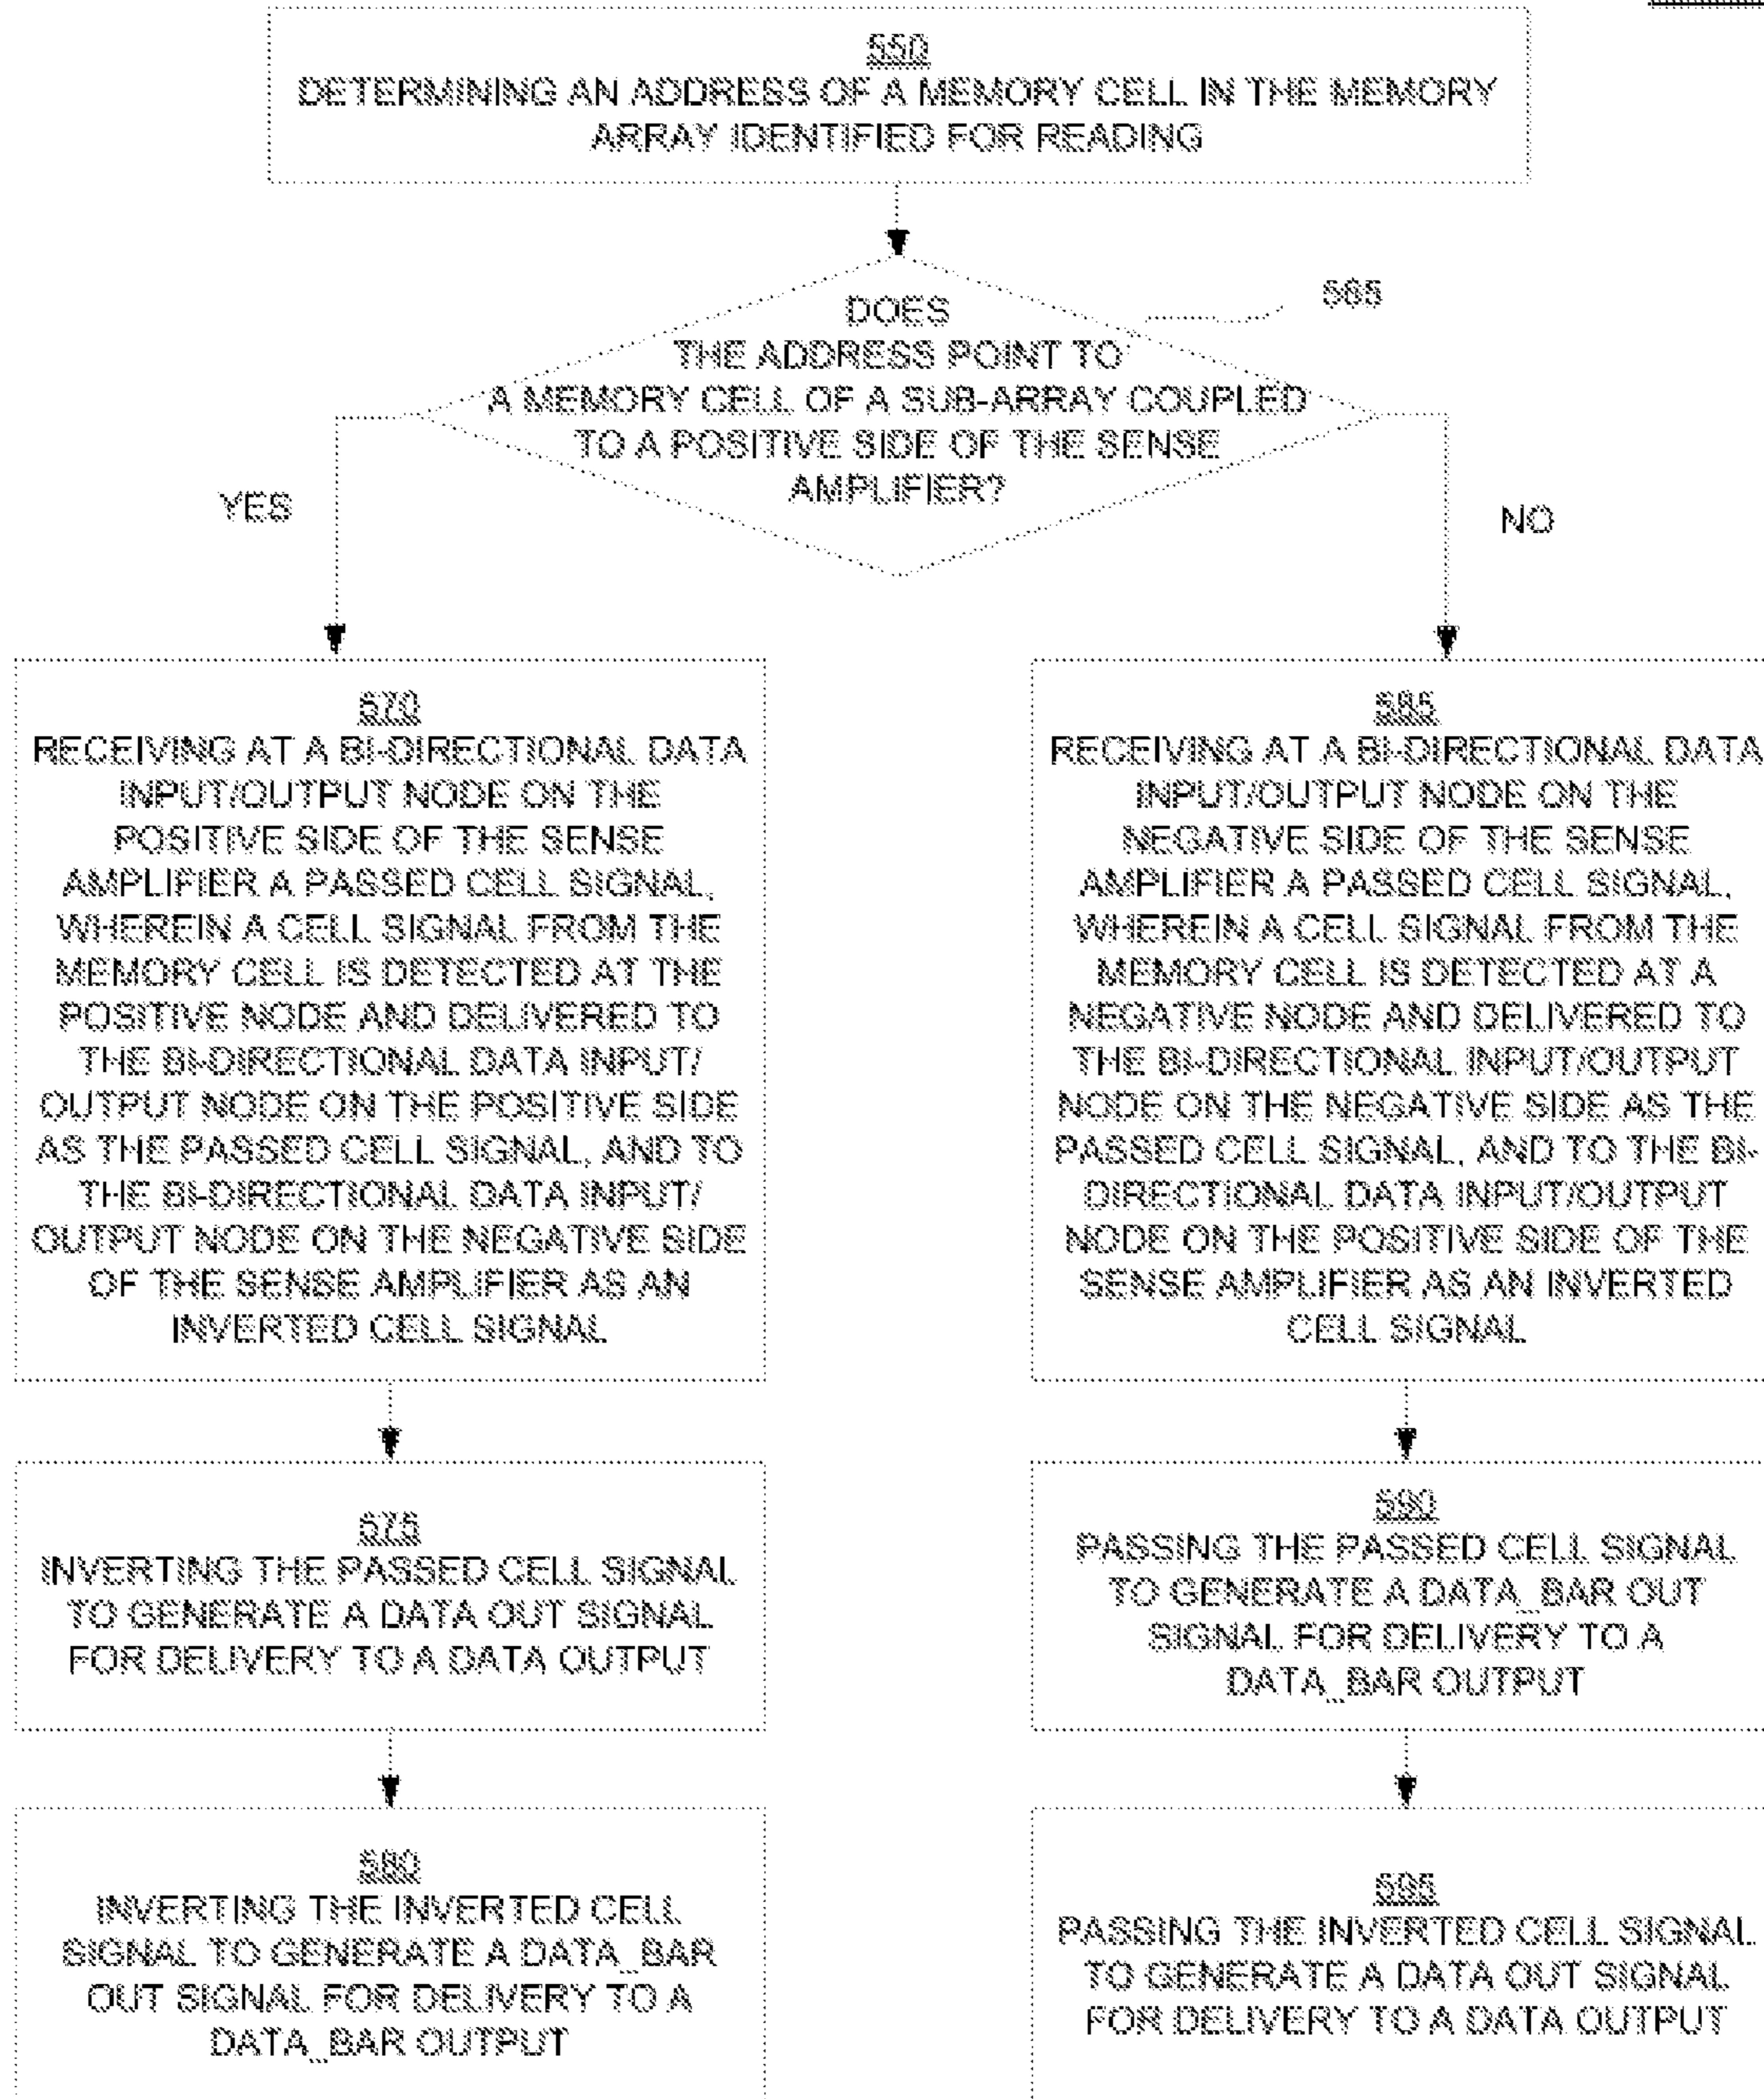 550
DETERMINING AN ADDRESS OF A MEMORY CELL IN THE MEMORY
ARRAY IDENTIFIED FOR READING
DOES
THE ADDRESS POINT TO
A MEMORY CELL OF A SUB-ARRAY COUPLED
TO A POSITIVE SIDE OF THE SENSE
AMPLIFIER?
565
YES
NO
570
RECEIVING AT A BI-DIRECTIONAL DATA
INPUT/OUTPUT NODE ON THE
POSITIVE SIDE OF THE SENSE
AMPLIFIER A PASSED CELL SIGNAL,
WHEREIN A CELL SIGNAL FROM THE
MEMORY CELL IS DETECTED AT THE
POSITIVE NODE AND DELIVERED TO
THE BI-DIRECTIONAL DATA INPUT/
OUTPUT NODE ON THE POSITIVE SIDE
AS THE PASSED CELL SIGNAL, AND TO
THE BI-DIRECTIONAL DATA INPUT/
OUTPUT NODE ON THE NEGATIVE SIDE
OF THE SENSE AMPLIFIER AS AN
INVERTED CELL SIGNAL
585
RECEIVING AT A BI-DIRECTIONAL DATA
INPUT/OUTPUT NODE ON THE
NEGATIVE SIDE OF THE SENSE
AMPLIFIER A PASSED CELL SIGNAL,
WHEREIN A CELL SIGNAL FROM THE
MEMORY CELL IS DETECTED AT A
NEGATIVE NODE AND DELIVERED TO
THE BI-DIRECTIONAL INPUT/OUTPUT
NODE ON THE NEGATIVE SIDE AS THE
PASSED CELL SIGNAL, AND TO THE BI-
DIRECTIONAL DATA INPUT/OUTPUT
NODE ON THE POSITIVE SIDE OF THE
SENSE AMPLIFIER AS AN INVERTED
CELL SIGNAL
575
INVERTING THE PASSED CELL SIGNAL
TO GENERATE A DATA OUT SIGNAL
FOR DELIVERY TO A DATA OUTPUT
590
PASSING THE PASSED CELL SIGNAL
TO GENERATE A DATA_BAR OUT
SIGNAL FOR DELIVERY TO A
DATA_BAR OUTPUT
580
INVERTING THE INVERTED CELL
SIGNAL TO GENERATE A DATA_BAR
OUT SIGNAL FOR DELIVERY TO A
DATA_BAR OUTPUT
595
PASSING THE INVERTED CELL SIGNAL
TO GENERATE A DATA OUT SIGNAL
FOR DELIVERY TO A DATA OUTPUT